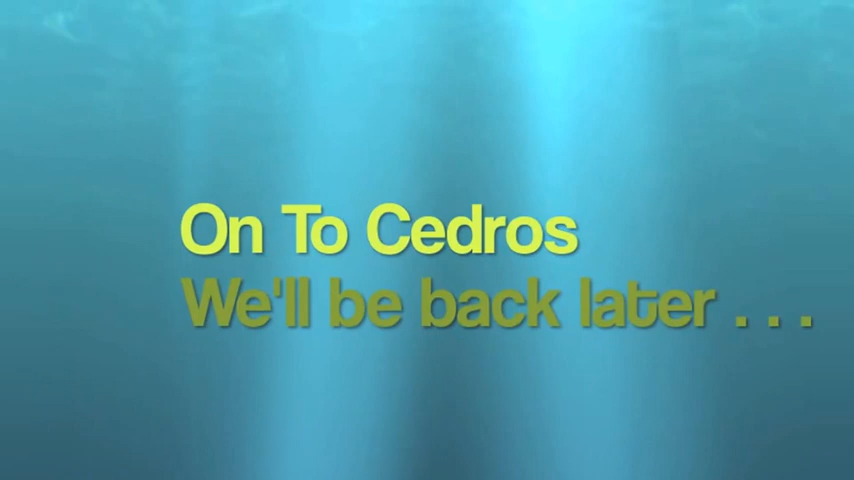 On To Cedros
We'll be back later . . .